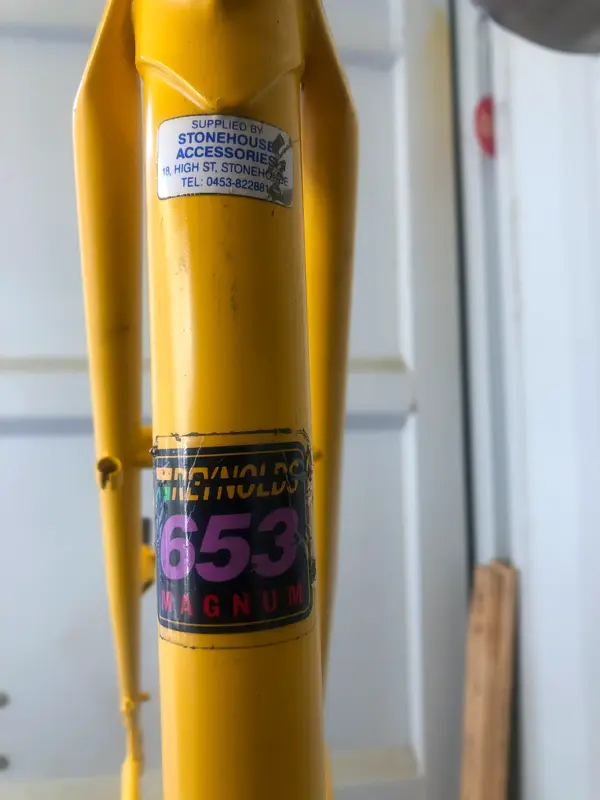 SUPPLIED BY
STONEHOUSE
ACCESSORIES
18, HIGH ST, STONEHOUSE
TEL: 0453-822881
REYNOLDS
653
MAGNUM